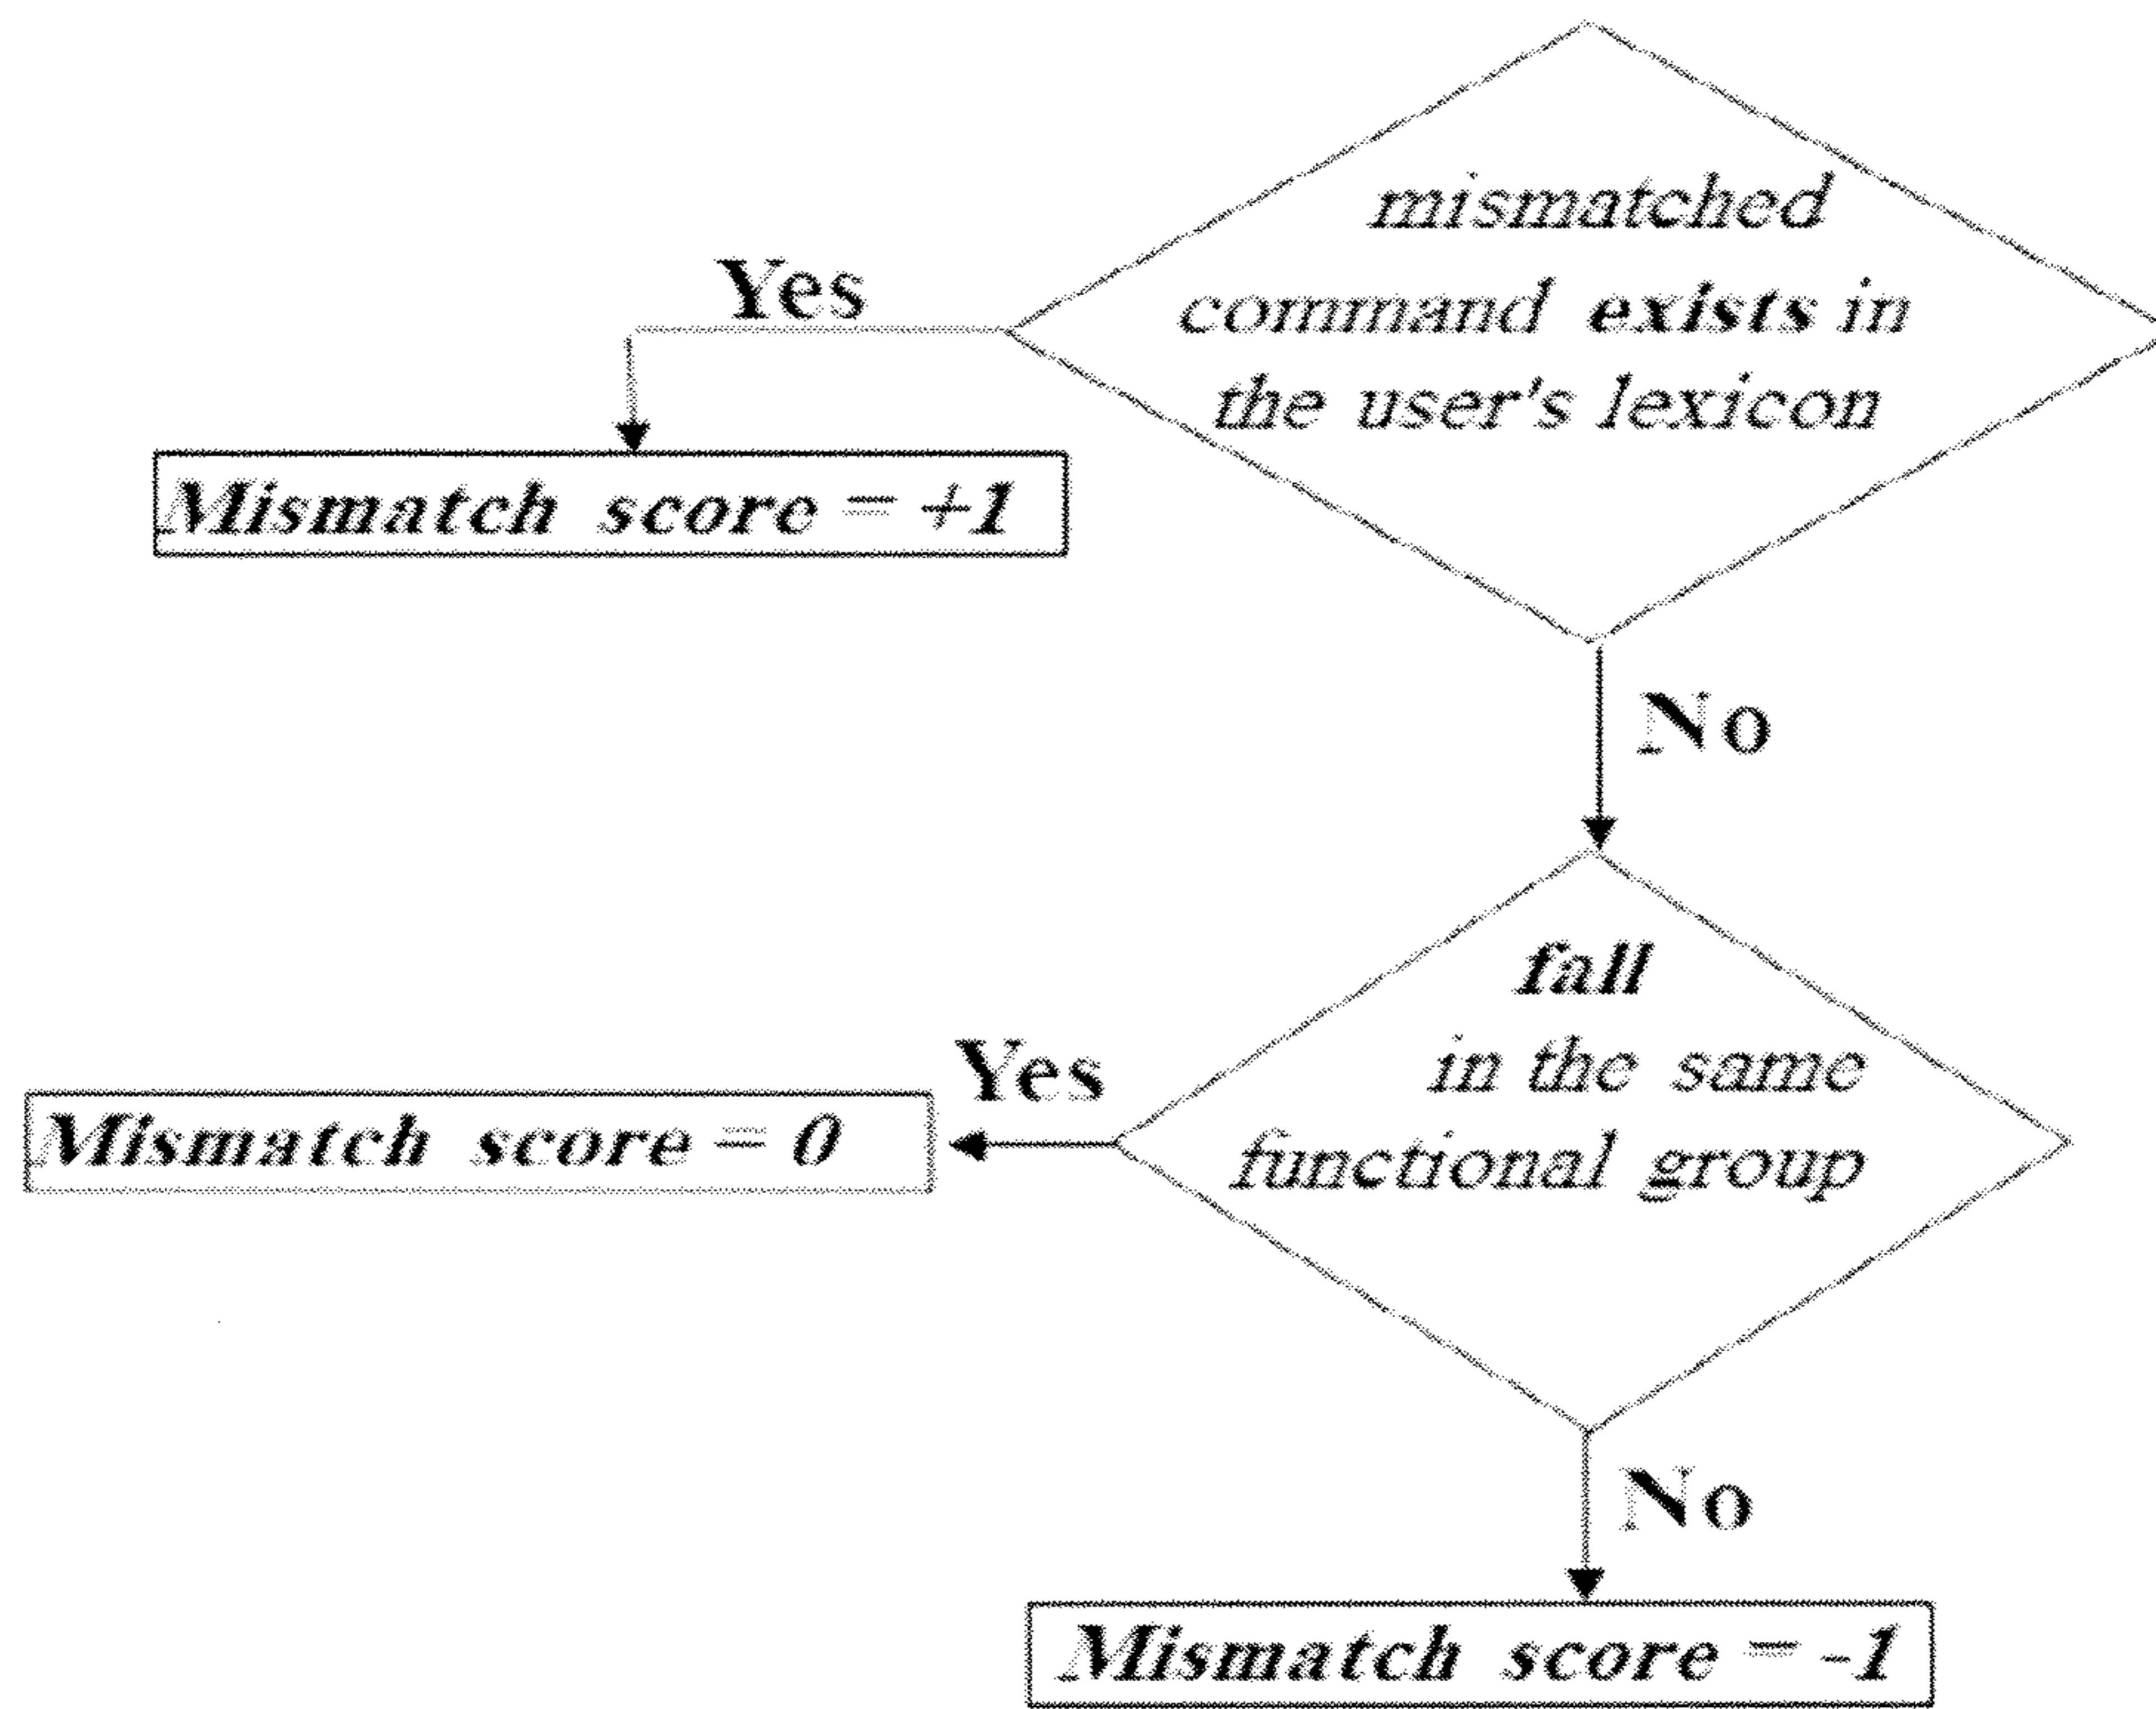 mismatched
command exists in
the user's lexicon
Yes
Mismatch score = +1
No
fall
in the same
functional group
Yes
Mismatch score = 0
No
Mismatch score = -1